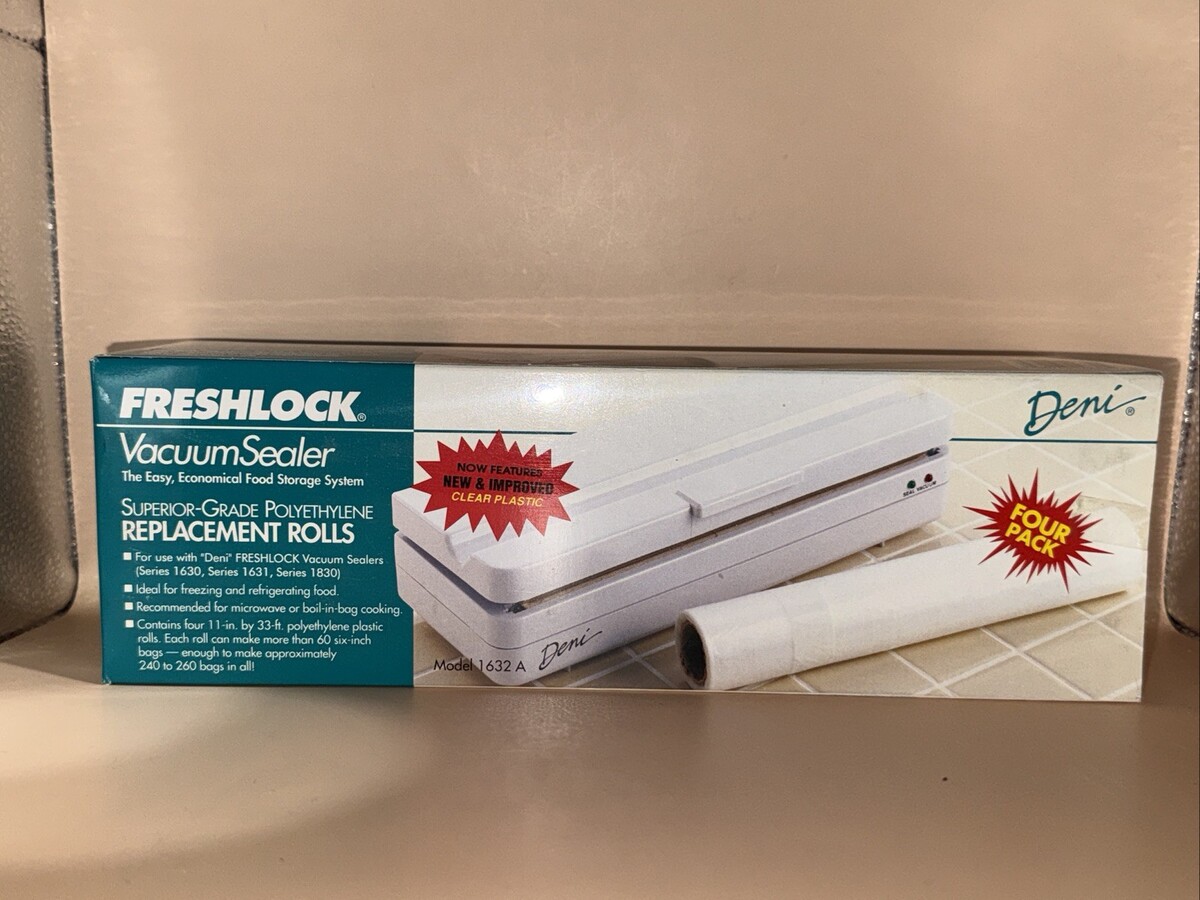 FRESHLOCK®
VacuumSealer
The Easy, Economical Food Storage System
SUPERIOR-GRADE POLYETHYLENE
REPLACEMENT ROLLS
■ For use with "Deni" FRESHLOCK Vacuum Sealers
(Series 1630, Series 1631, Series 1830)
■ Ideal for freezing and refrigerating food.
■ Recommended for microwave or boil-in-bag cooking.
■ Contains four 11-in. by 33-ft. polyethylene plastic
rolls. Each roll can make more than 60 six-inch
bags — enough to make approximately
240 to 260 bags in all!
NOW FEATURES
NEW & IMPROVED
CLEAR PLASTIC
Model 1632 A
Deni
SEAL VACUUM
Deni®
FOUR
PACK